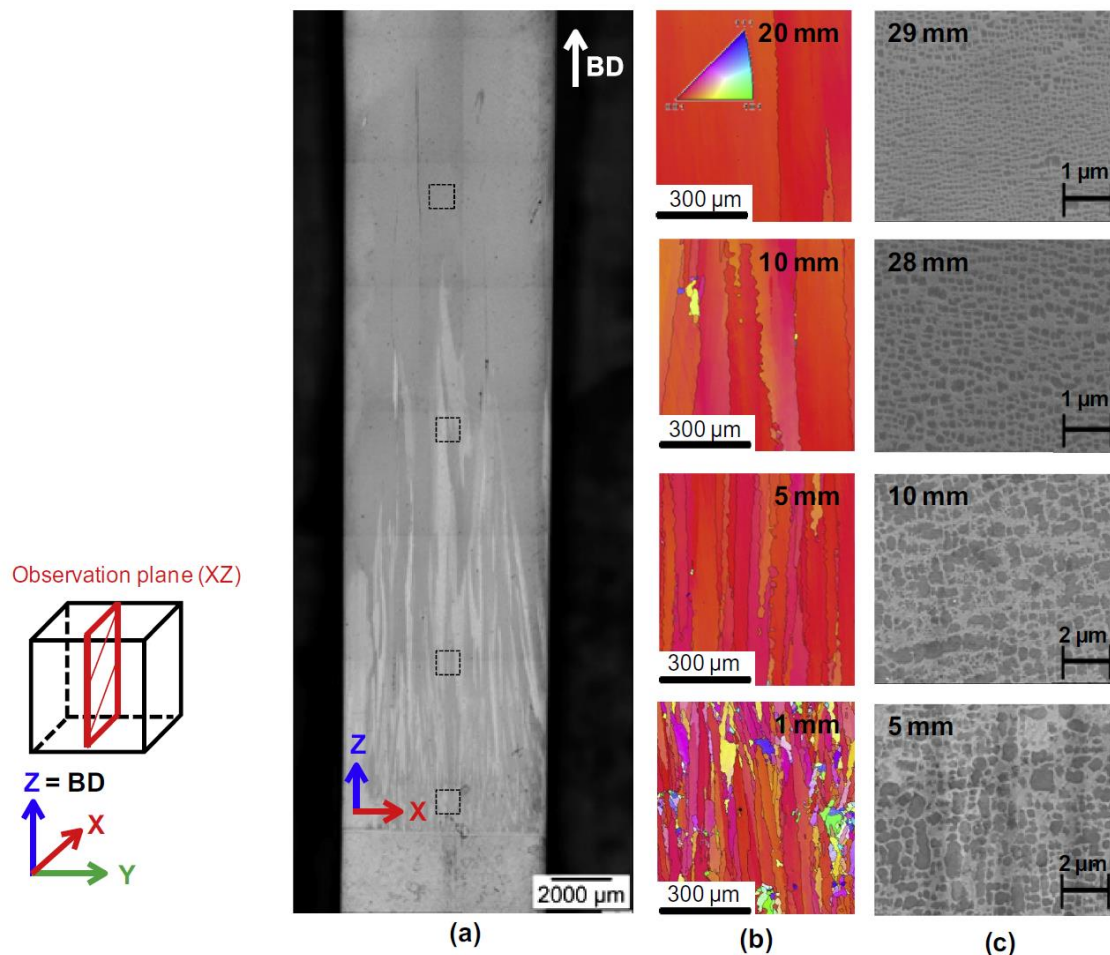 Observation plane (XZ)
Z = BD
X
Y
BD
Z
X
2000 µm
(a)
20 mm
300 µm
10 mm
300 µm
5 mm
300 µm
1 mm
300 µm
(b)
29 mm
1 µm
28 mm
1 µm
10 mm
2 µm
5 mm
2 µm
(c)